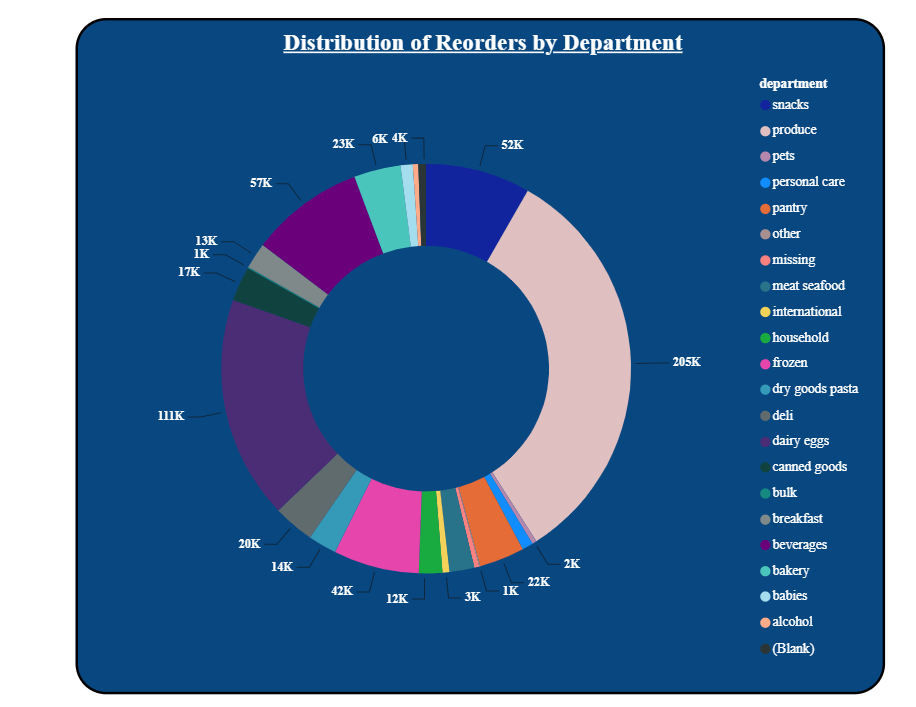 Distribution of Reorders by Department
department
snacks
produce
pets
personal care
pantry
other
missing
meat seafood
international
household
frozen
dry goods pasta
deli
dairy eggs
canned goods
bulk
breakfast
beverages
bakery
babies
alcohol
(Blank)
52K
205K
2K
22K
1K
3K
12K
42K
14K
20K
111K
17K
1K
13K
57K
23K
6K
4K